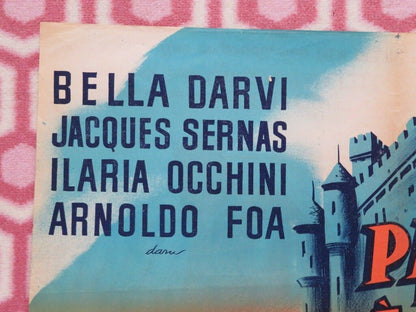 BELLA DARVI
JACQUES SERNAS
ILARIA OCCHINI
ARNOLDO FOA